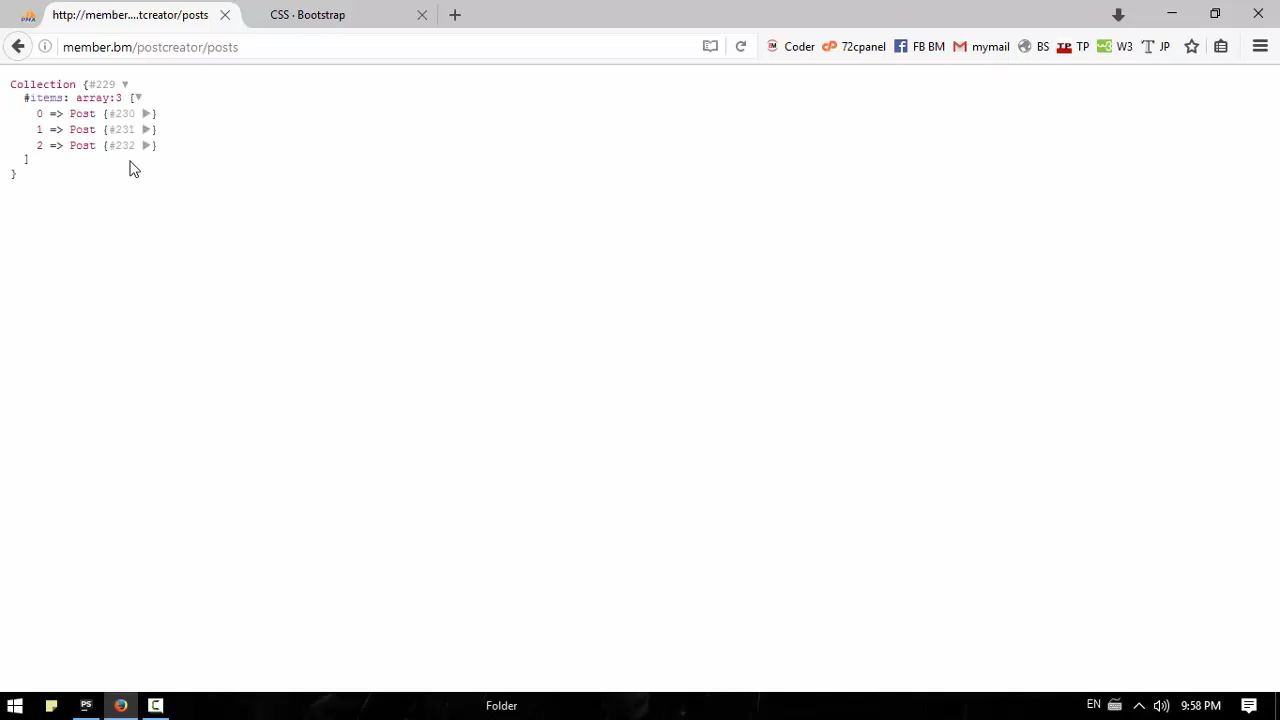 http://member....tcreator/posts
CSS · Bootstrap
member.bm/postcreator/posts
Coder
72cpanel
FB BM
mymail
BS
TP
W3
JP
Collection {#229 ▼
#items: array:3 [▼
0 => Post {#230 ▶}
1 => Post {#231 ▶}
2 => Post {#232 ▶}
]
}
Folder
EN
9:58 PM